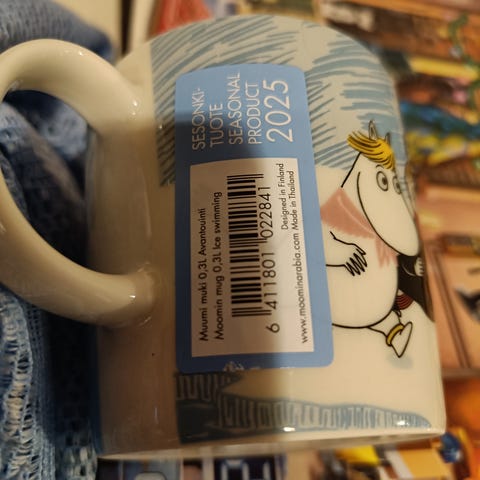 SESONKI-
TUOTE
SEASONAL
PRODUCT
2025
Muumi muki 0,3L Avantouinti
Moomin mug 0,3L Ice swimming
6 411801 022841
Designed in Finland
www.moominarabia.com Made in Thailand